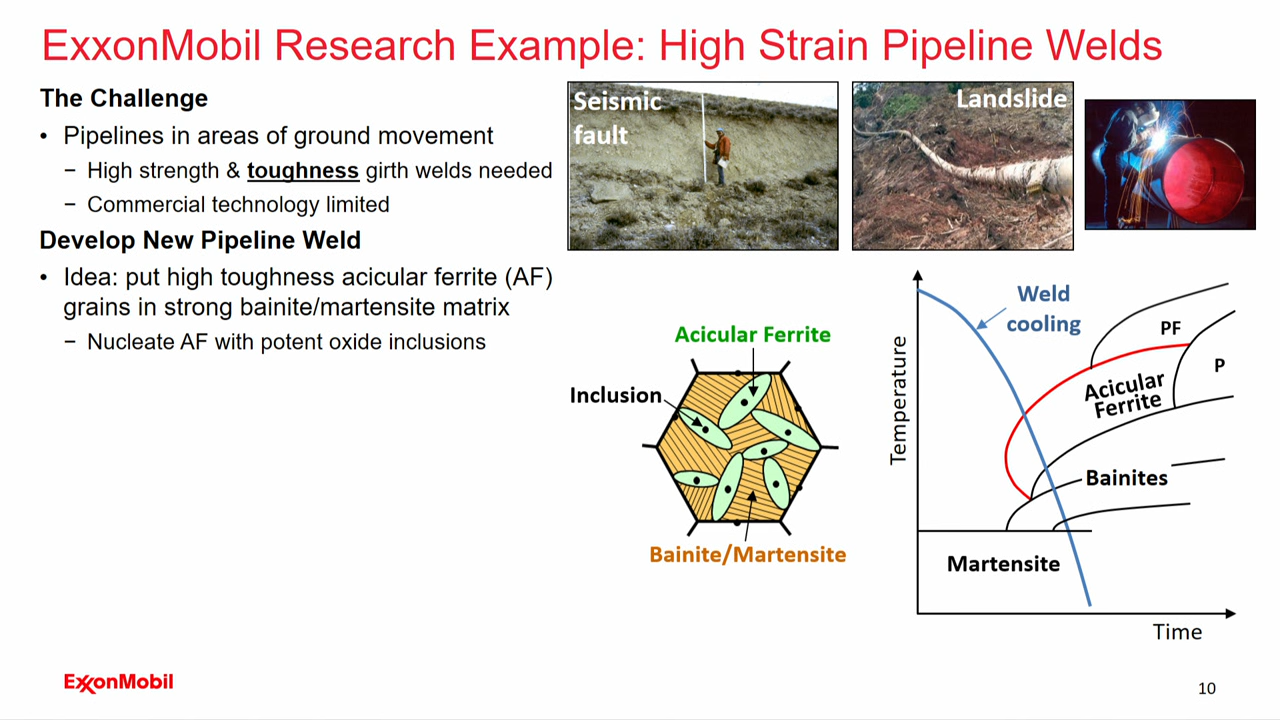 ExxonMobil Research Example: High Strain Pipeline Welds
The Challenge
• Pipelines in areas of ground movement
− High strength & toughness girth welds needed
− Commercial technology limited
Develop New Pipeline Weld
• Idea: put high toughness acicular ferrite (AF)
grains in strong bainite/martensite matrix
− Nucleate AF with potent oxide inclusions
Seismic
fault
Landslide
Acicular Ferrite
Inclusion
Bainite/Martensite
Temperature
Weld
cooling
PF
P
Acicular
Ferrite
Bainites
Martensite
Time
ExxonMobil
10